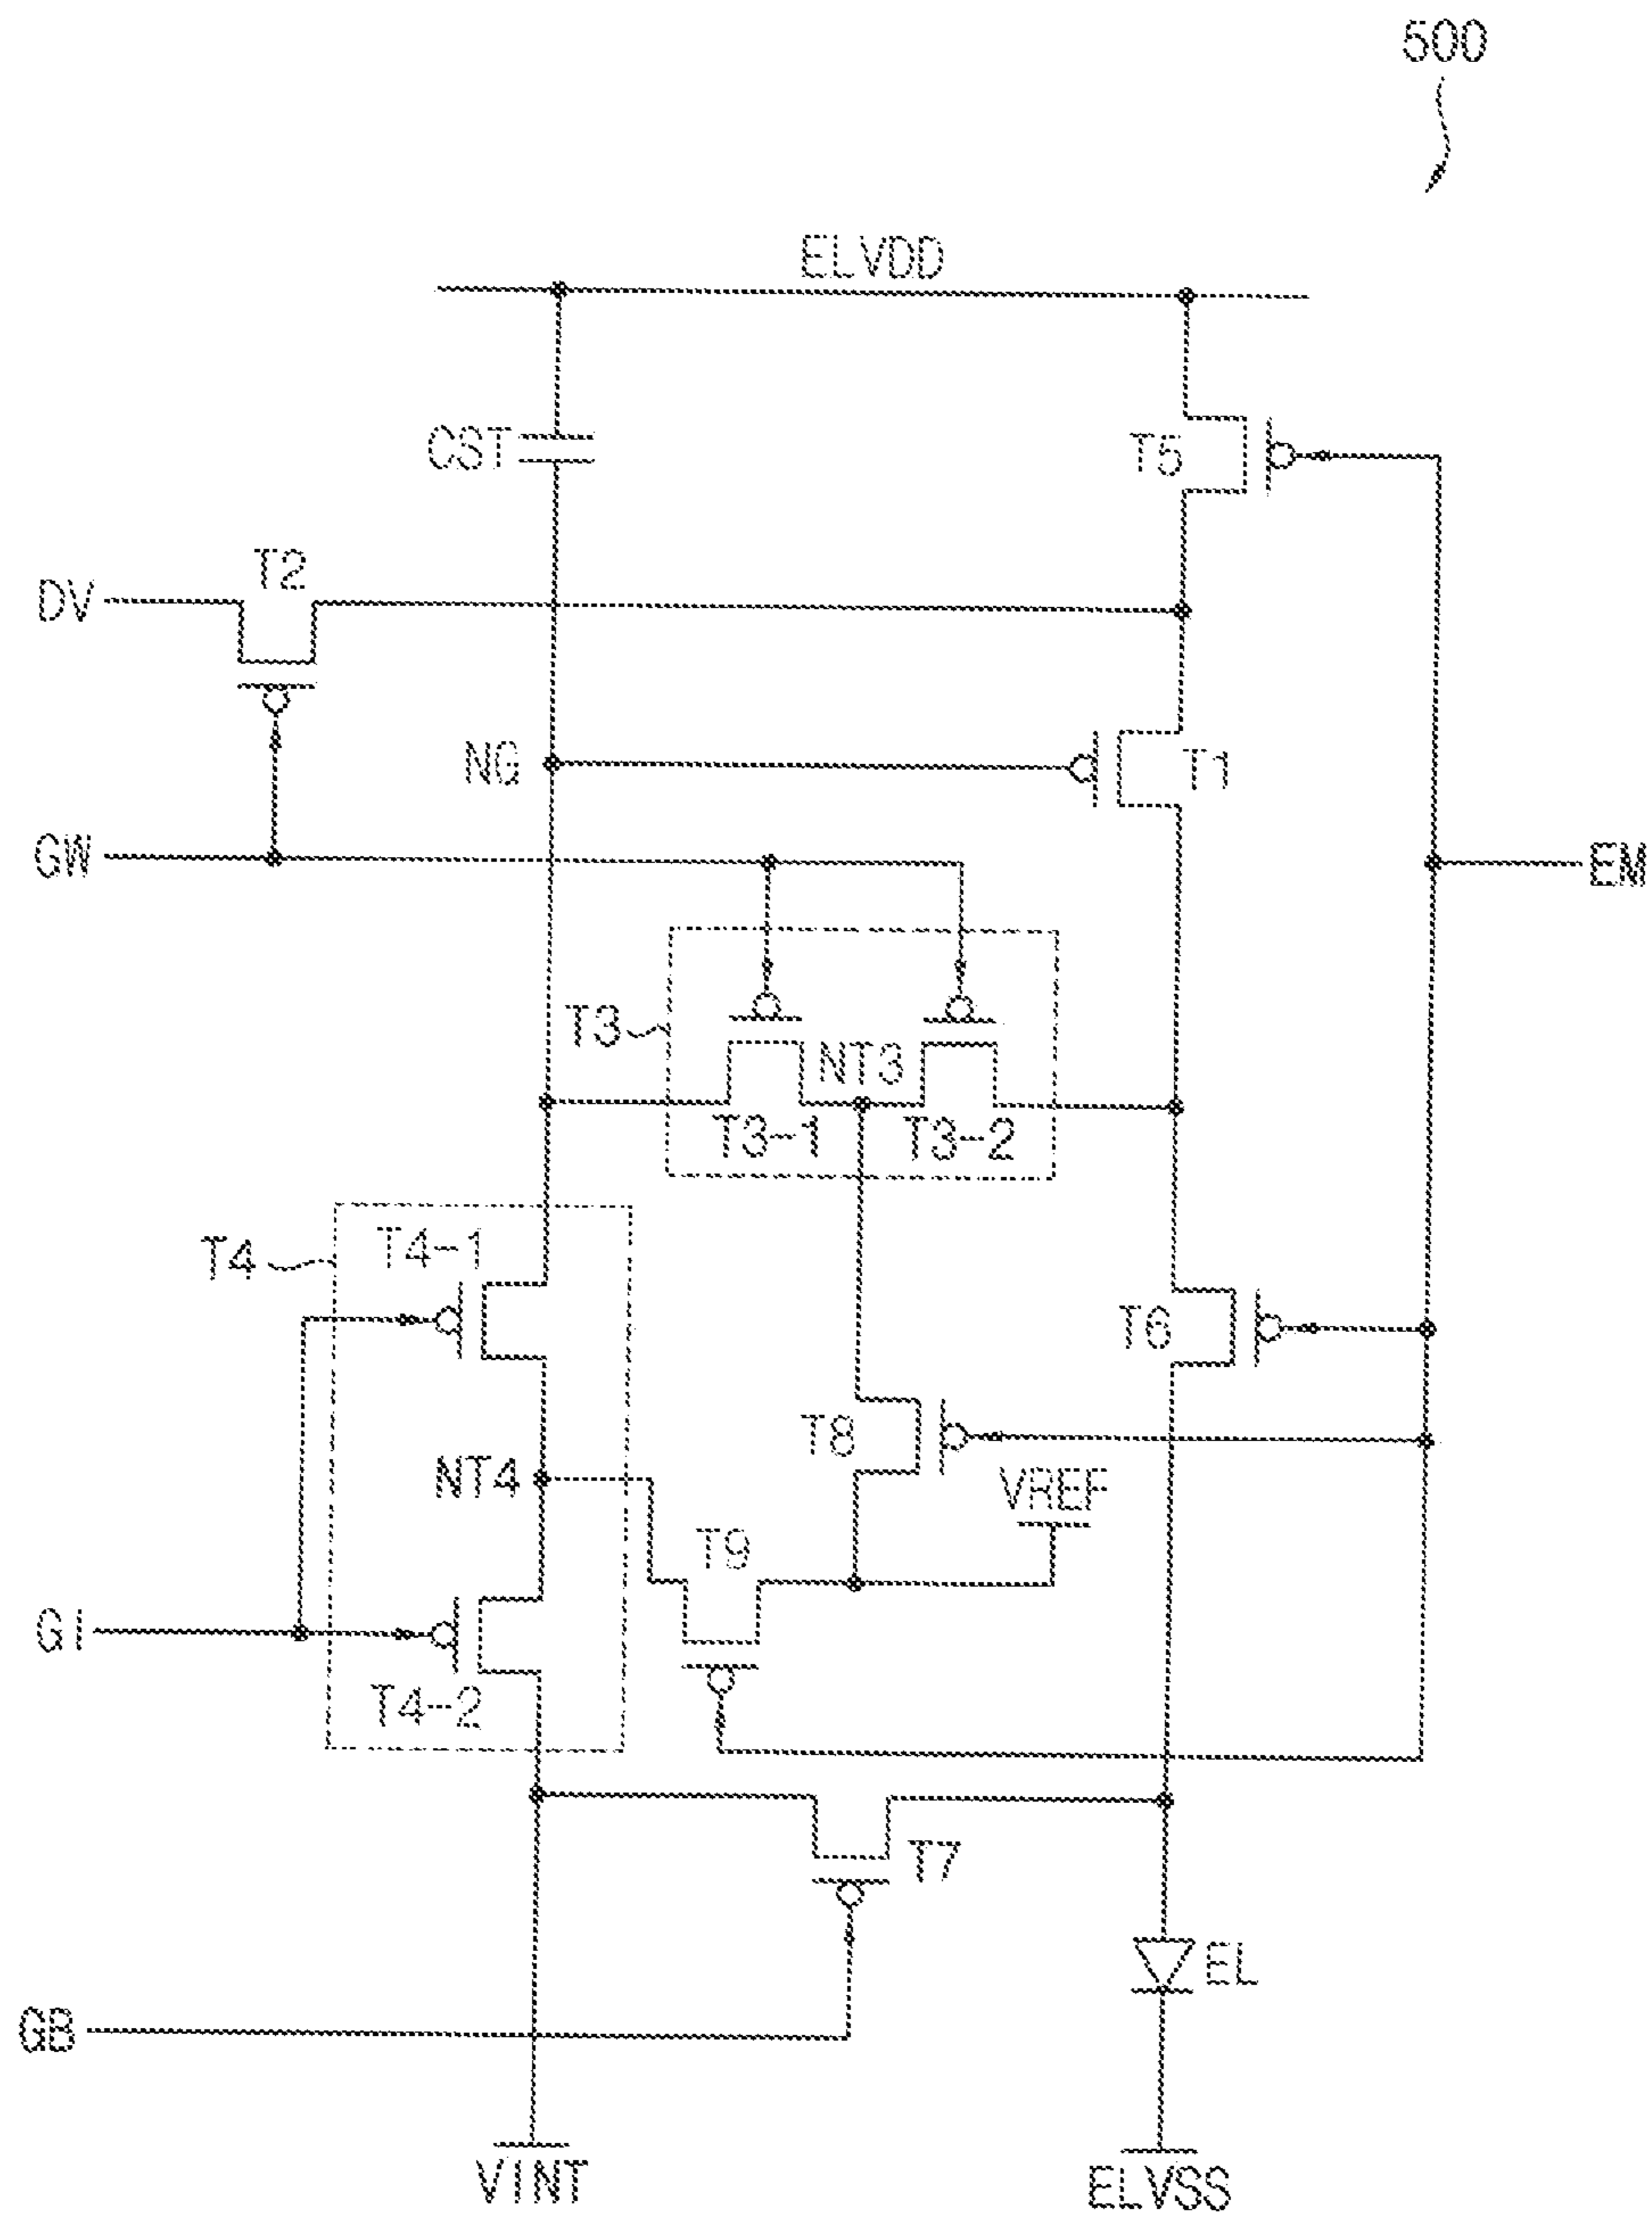 500
ELVDD
CST
T5
T2
DV
NG
T1
GW
EM
T3
NT3
T3-1
T3-2
T4
T4-1
T6
T8
NT4
VREF
T9
GI
T4-2
T7
EL
GB
VINT
ELVSS